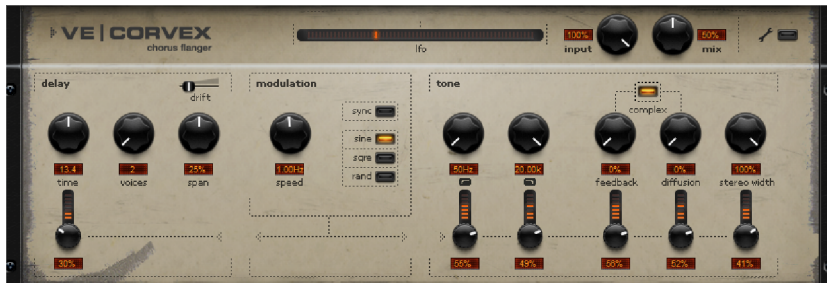 VE | CORVEX
chorus flanger
lfo
100%
input
50%
mix
delay
drift
modulation
tone
sync
complex
sine
sqre
rand
13.4
2
25%
1.00Hz
50Hz
20.00k
0%
0%
100%
time
voices
span
speed
feedback
diffusion
stereo width
30%
55%
49%
56%
52%
41%